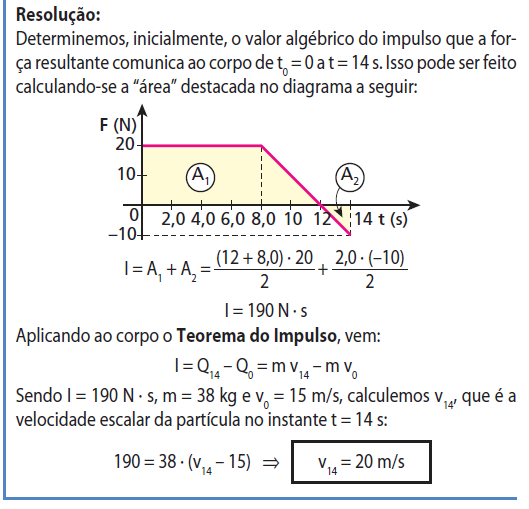 Resolução:
Determinemos, inicialmente, o valor algébrico do impulso que a for-
ça resultante comunica ao corpo de t₀ = 0 a t = 14 s. Isso pode ser feito
calculando-se a “área” destacada no diagrama a seguir:
F (N)
20
10
A₁
A₂
0
2,0 4,0 6,0 8,0 10 12 14 t (s)
–10
I = A₁ + A₂ = (12 + 8,0) · 20 / 2 + 2,0 · (–10) / 2
I = 190 N · s
Aplicando ao corpo o Teorema do Impulso, vem:
I = Q₁₄ – Q₀ = m v₁₄ – m v₀
Sendo I = 190 N · s, m = 38 kg e v₀ = 15 m/s, calculemos v₁₄, que é a
velocidade escalar da partícula no instante t = 14 s:
190 = 38 · (v₁₄ – 15) ⇒ v₁₄ = 20 m/s